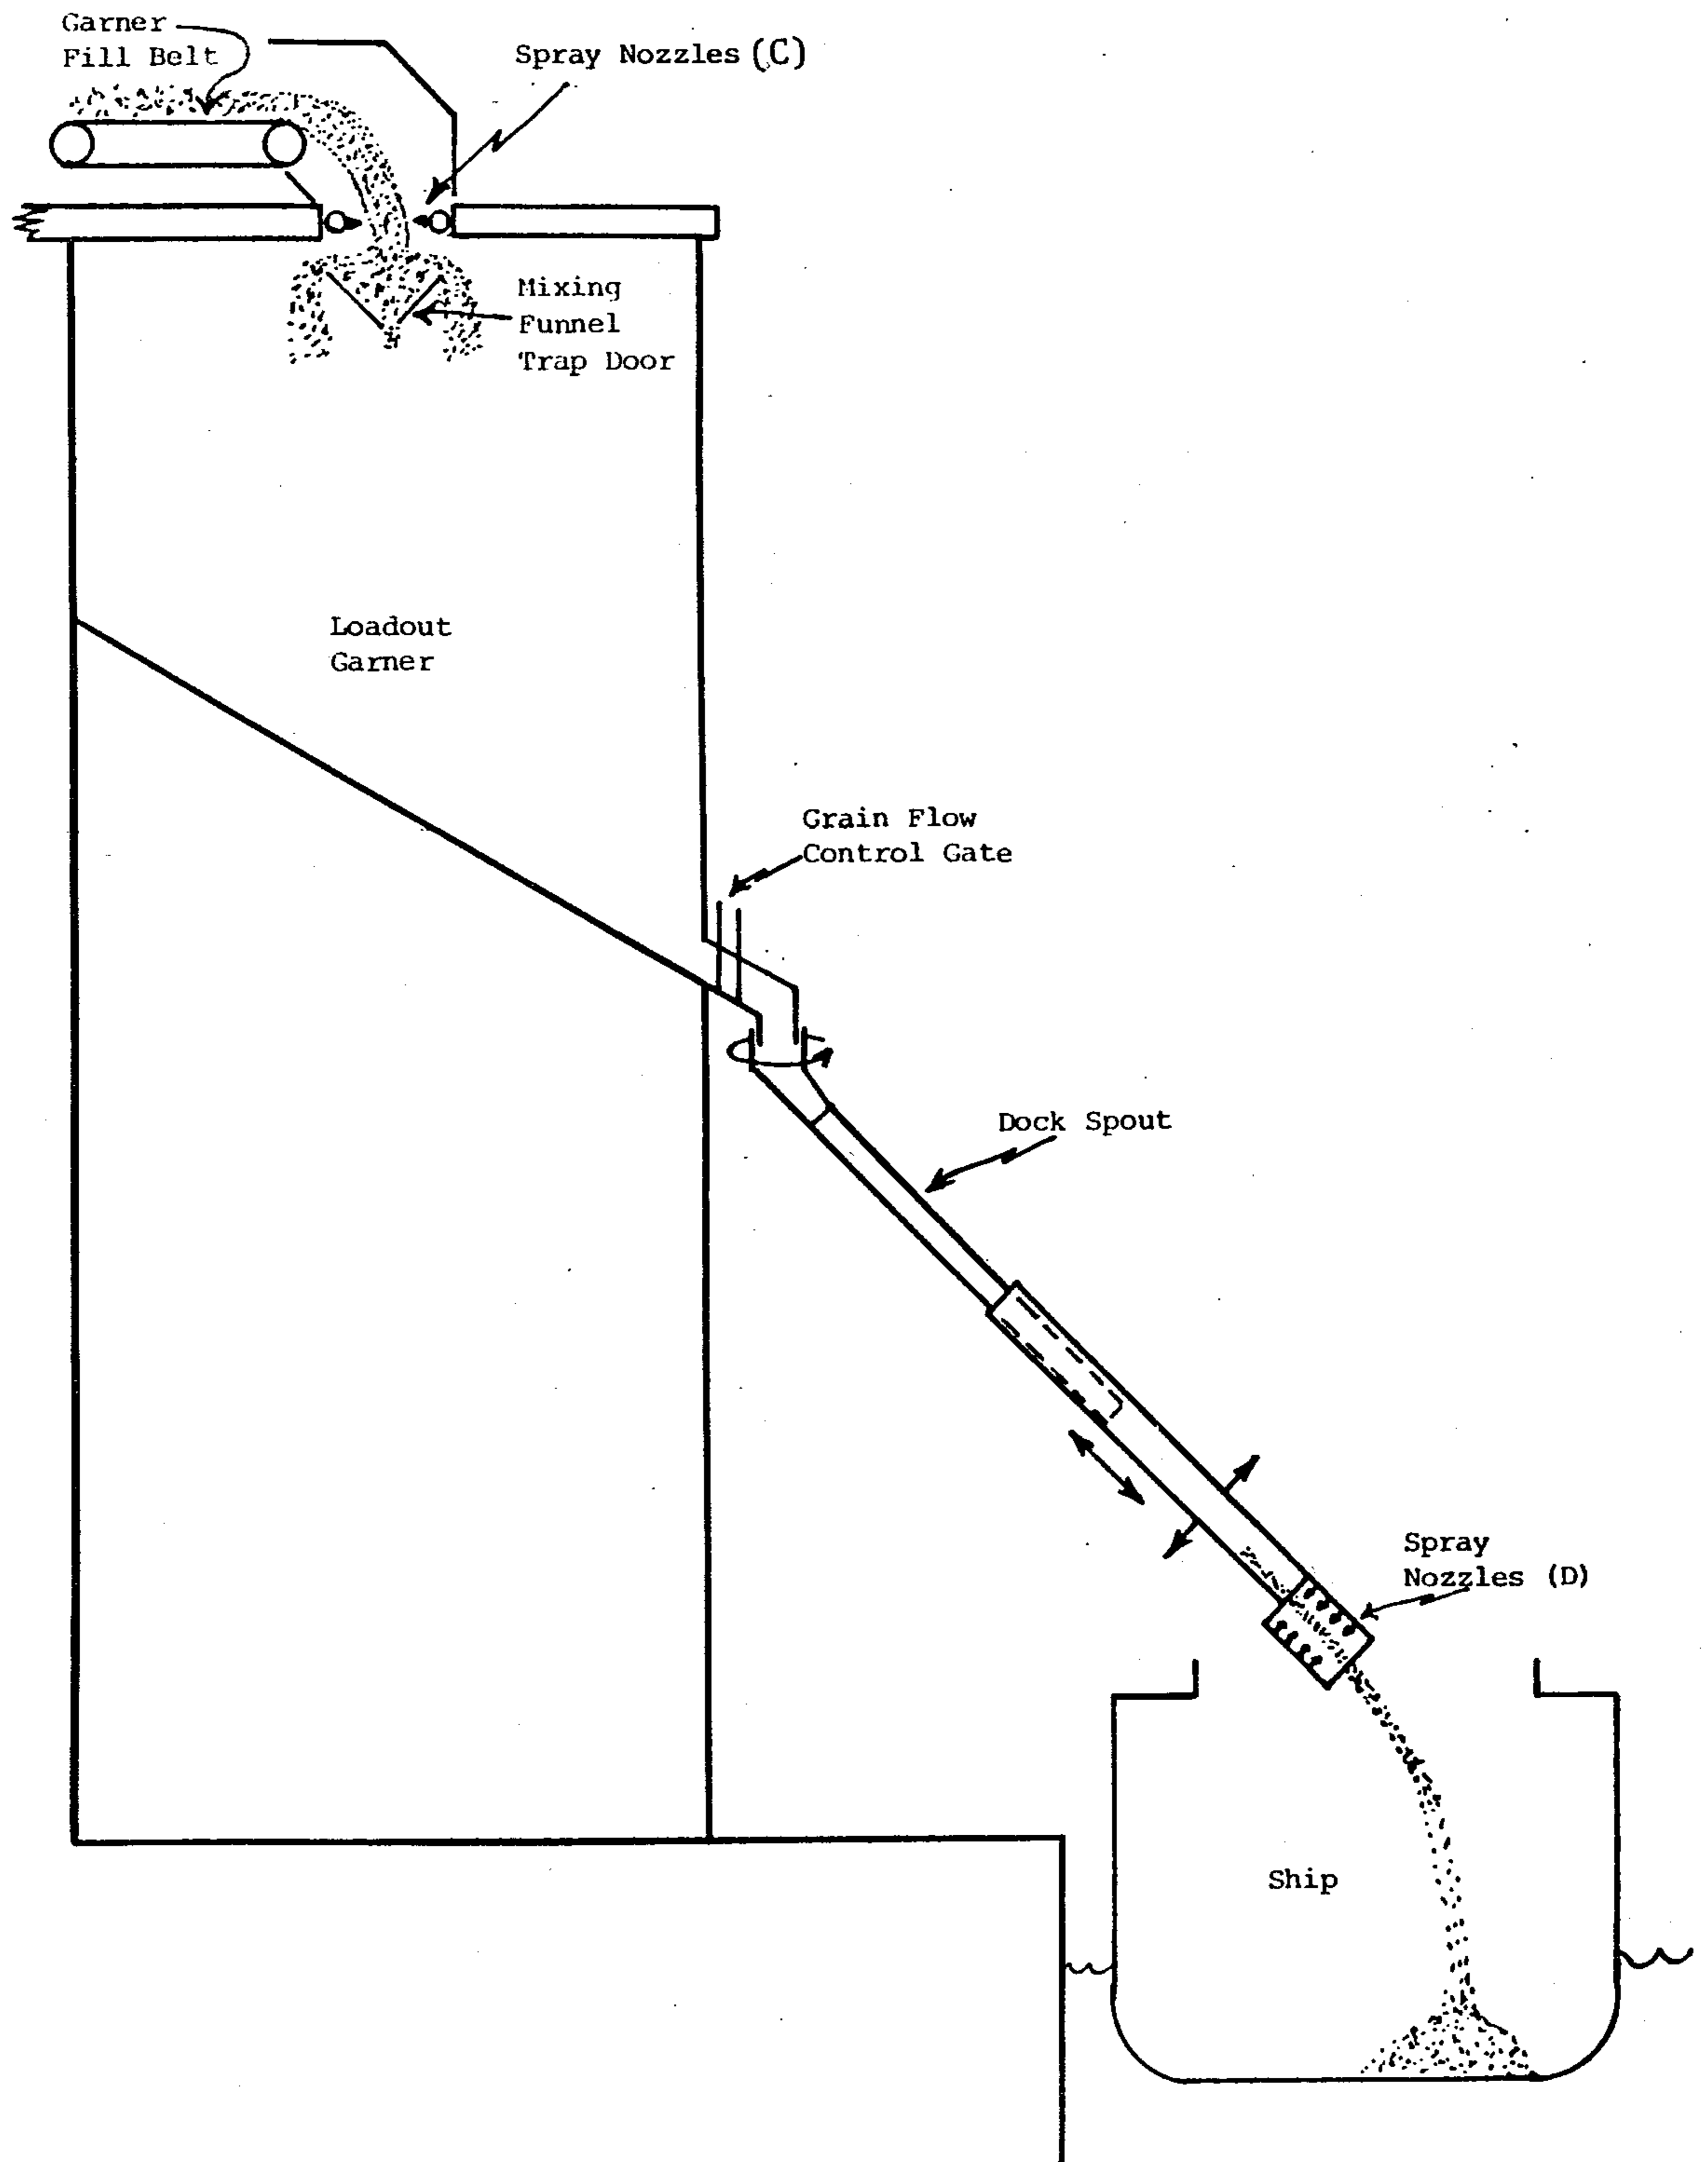 Garner
Fill Belt
Spray Nozzles (C)
Mixing
Funnel
Trap Door
Loadout
Garner
Grain Flow
Control Gate
Dock Spout
Spray
Nozzles (D)
Ship